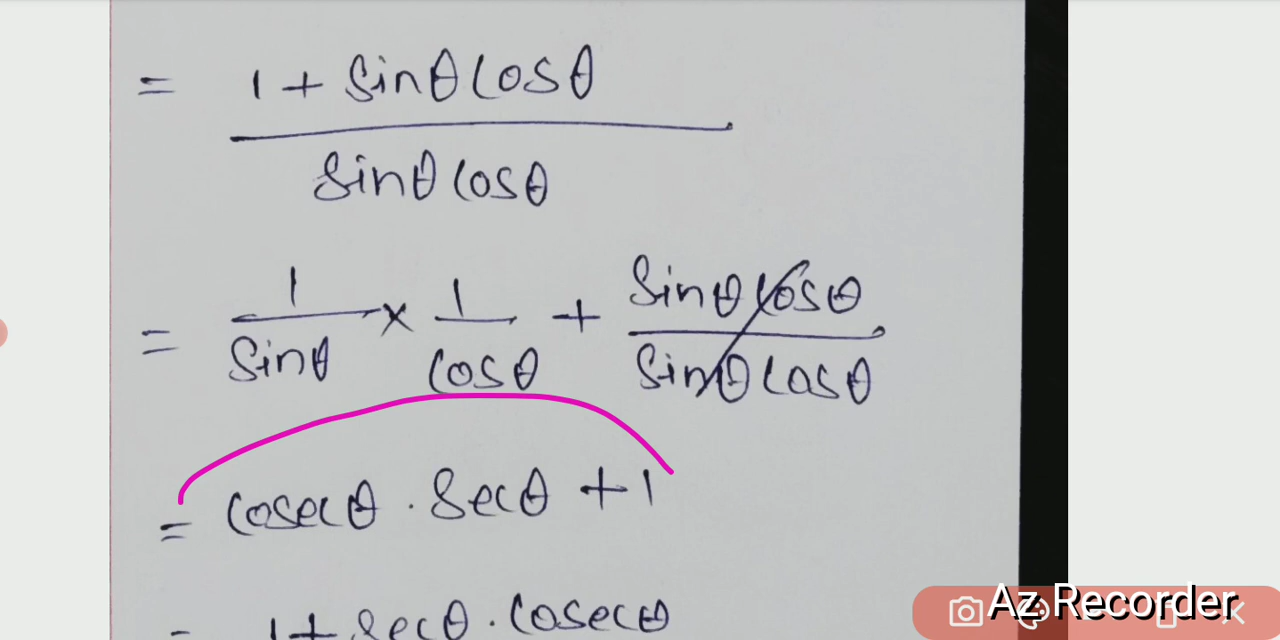 = 1 + Sinθ Cosθ
Sinθ Cosθ
= 1 × 1 + Sinθ Cosθ
Sinθ Cosθ Sinθ Cosθ
= Cosecθ . Secθ + 1
= 1 + Secθ . Cosecθ
Az Recorder